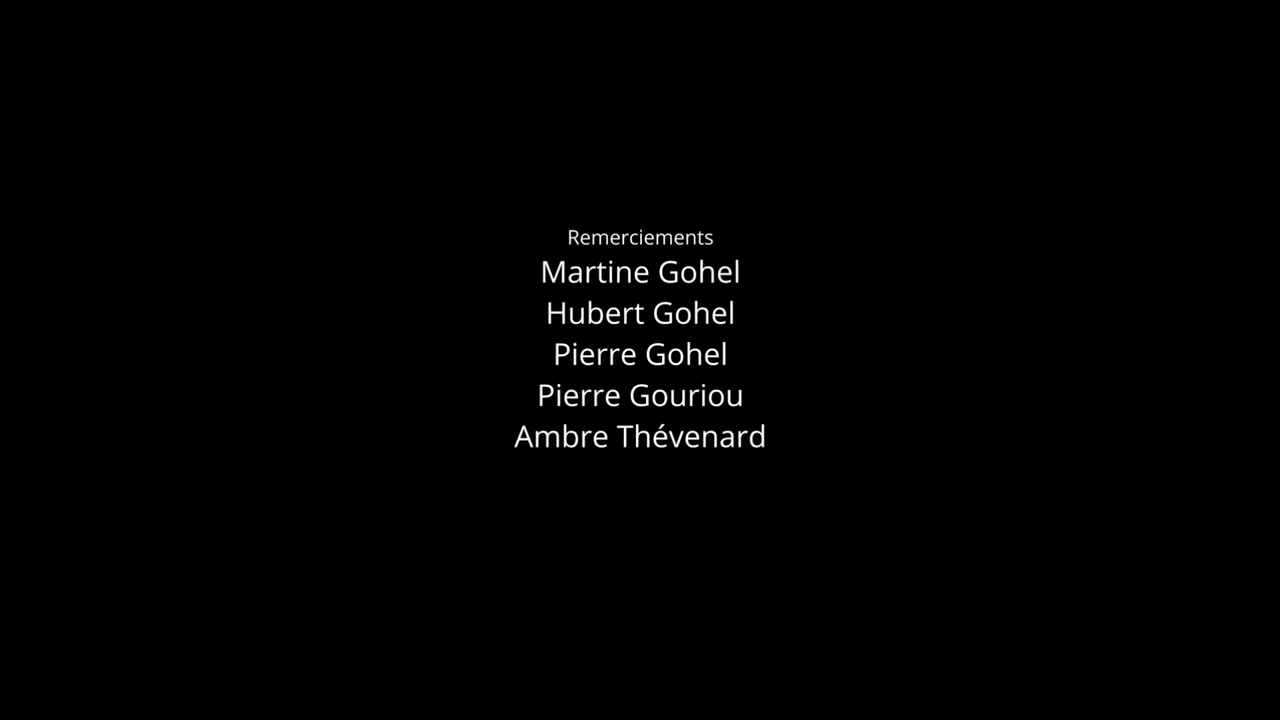 Remerciements
Martine Gohel
Hubert Gohel
Pierre Gohel
Pierre Gouriou
Ambre Thévenard